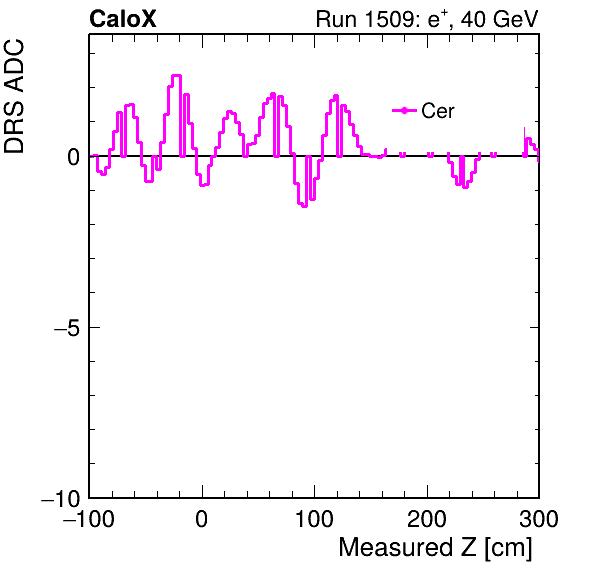 CaloX Run 1509: e⁺, 40 GeV
DRS ADC
Cer
0
−5
−10
−100 0 100 200 300
Measured Z [cm]